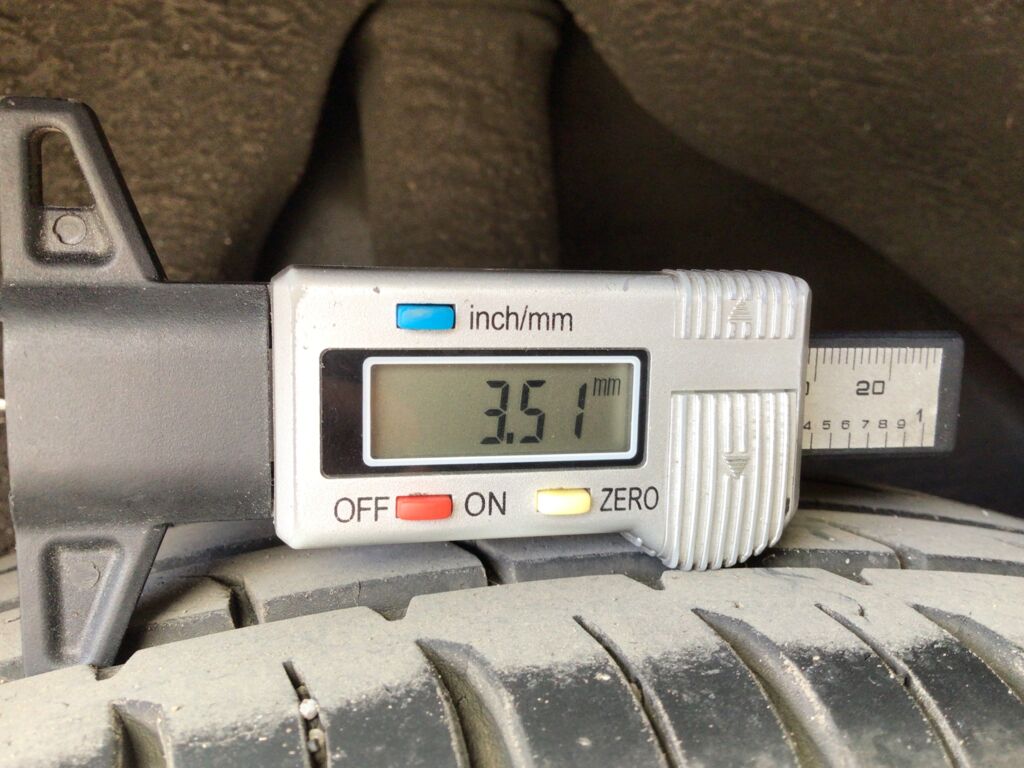 inch/mm
3.51 mm
OFF ON ZERO
20
4 5 6 7 8 9 1